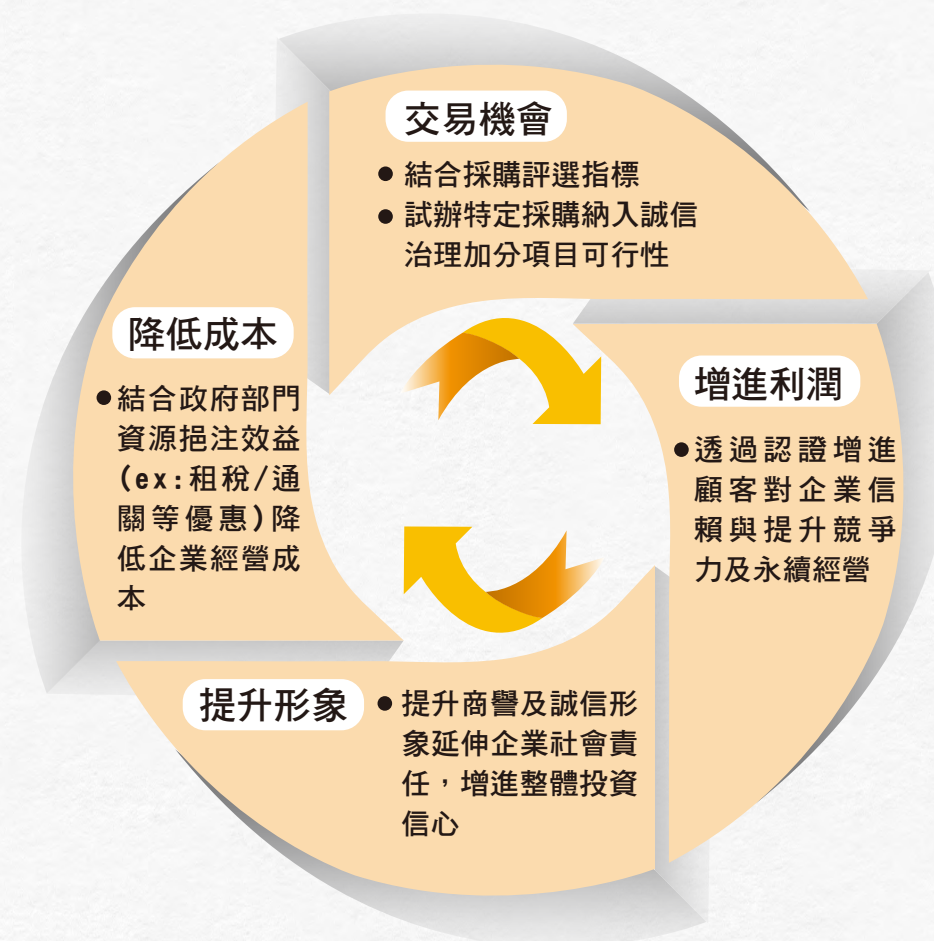 交易機會
● 結合採購評選指標
● 試辦特定採購納入誠信
治理加分項目可行性
增進利潤
● 透過認證增進
顧客對企業信
賴與提升競爭
力及永續經營
提升形象
● 提升商譽及誠信形
象延伸企業社會責
任，增進整體投資
信心
降低成本
● 結合政府部門
資源挹注效益
(ex:租稅/通
關等優惠)降
低企業經營成
本